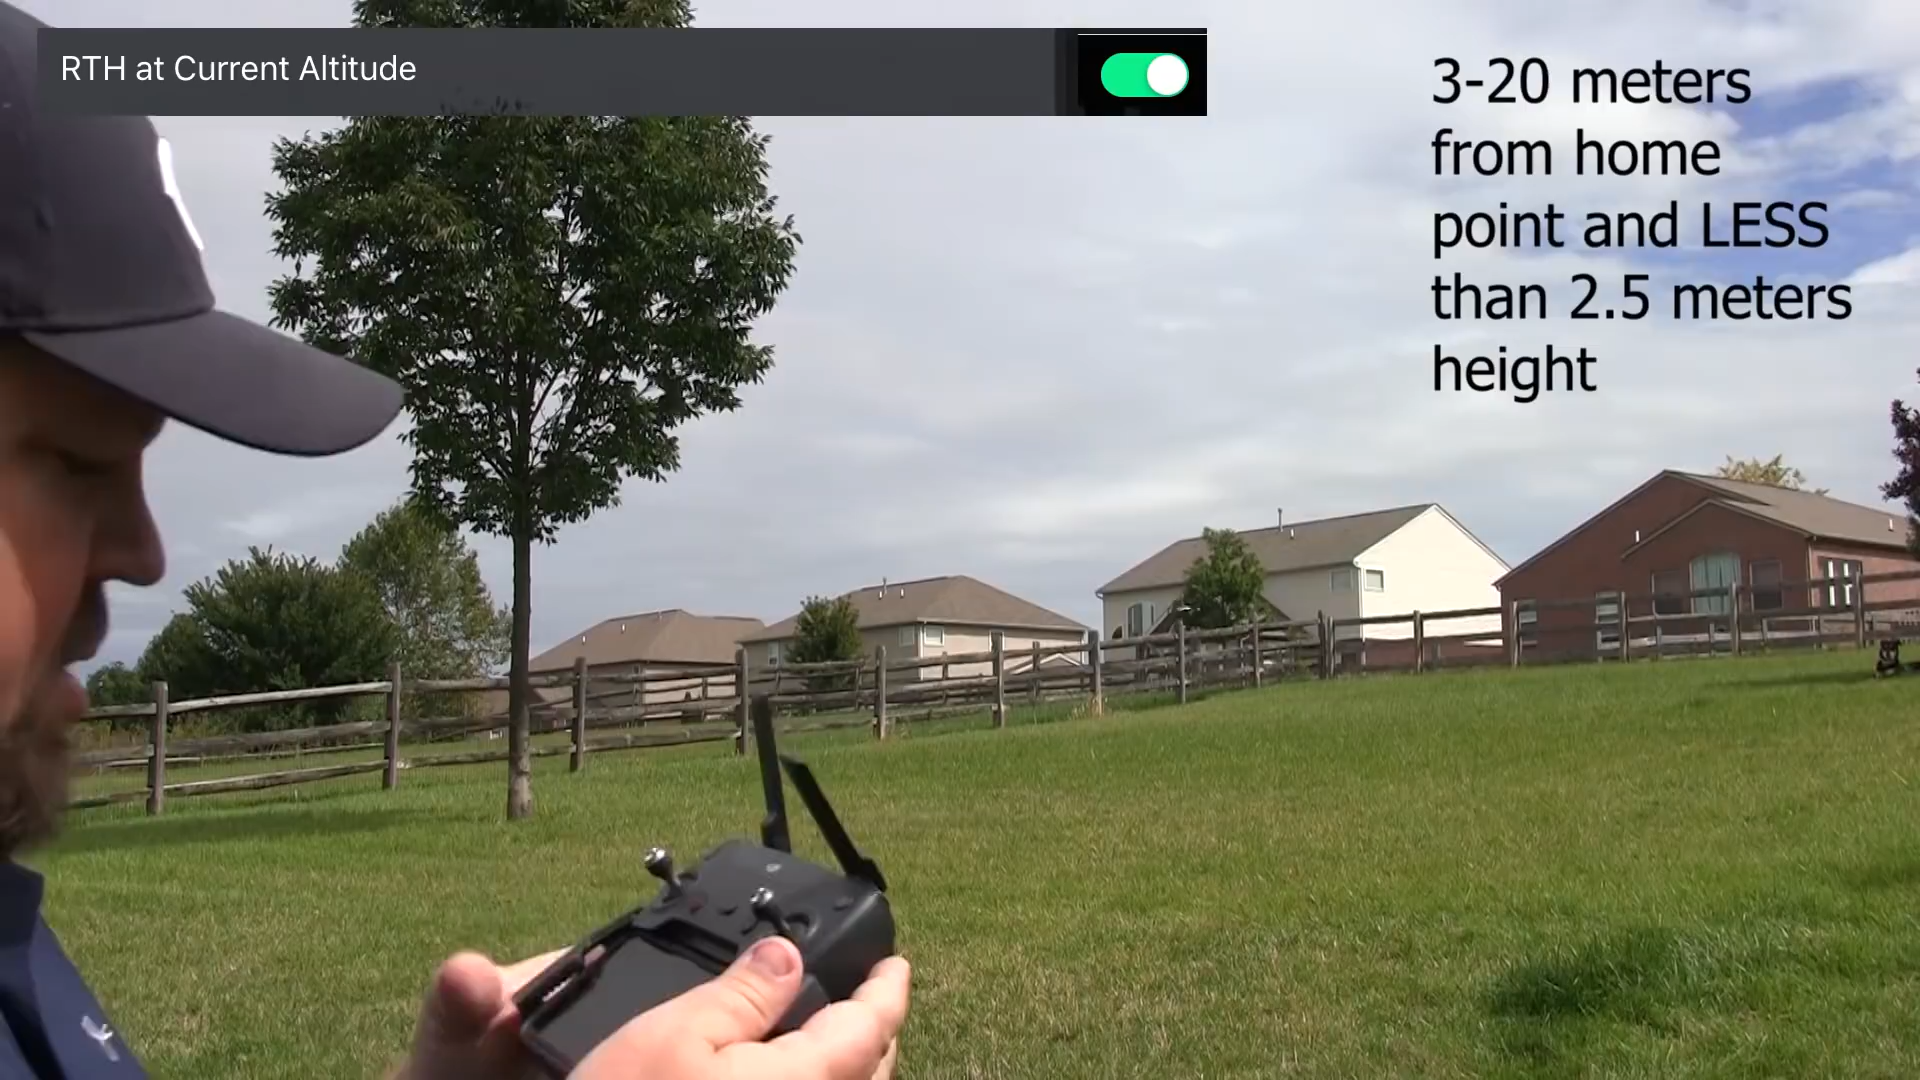 RTH at Current Altitude
3-20 meters
from home
point and LESS
than 2.5 meters
height